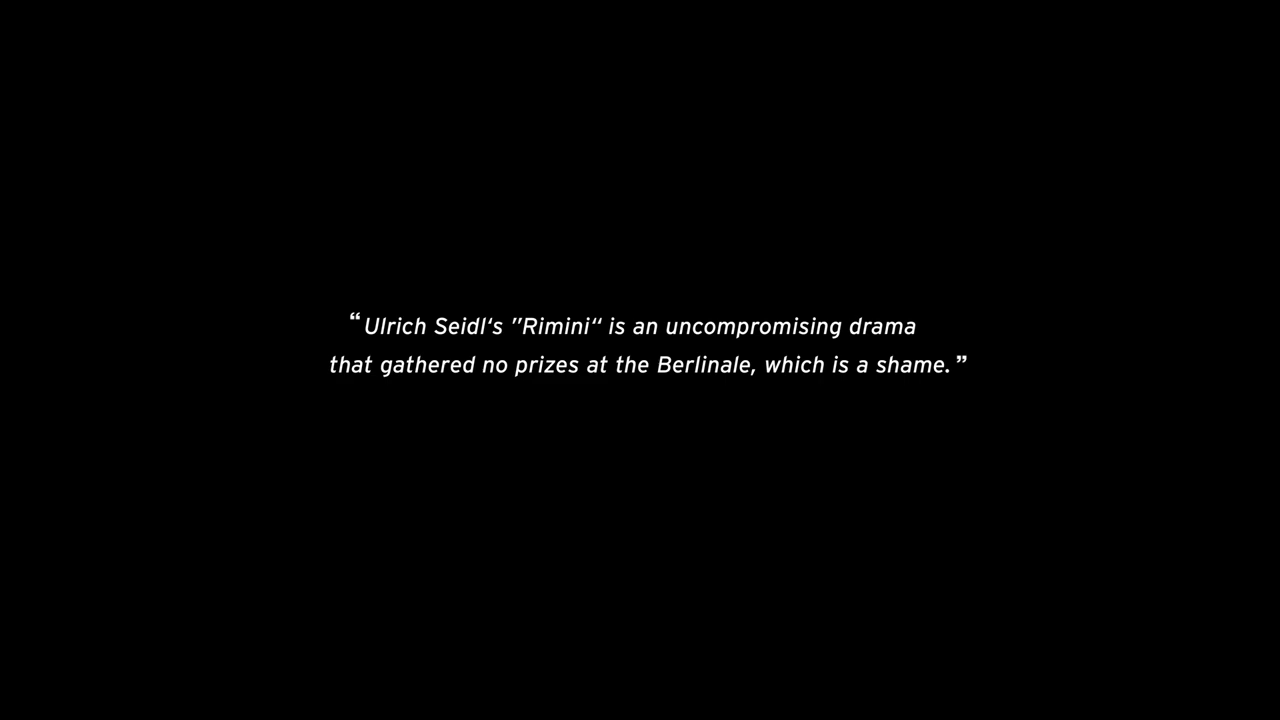 “Ulrich Seidl‘s ”Rimini“ is an uncompromising drama
that gathered no prizes at the Berlinale, which is a shame.”